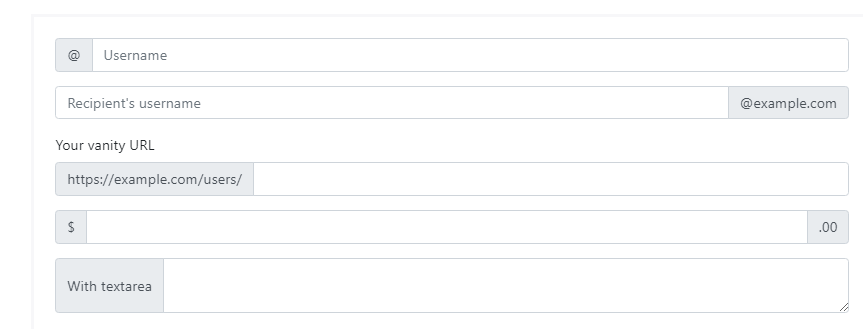 @ Username
Recipient's username @example.com
Your vanity URL
https://example.com/users/
$ .00
With textarea